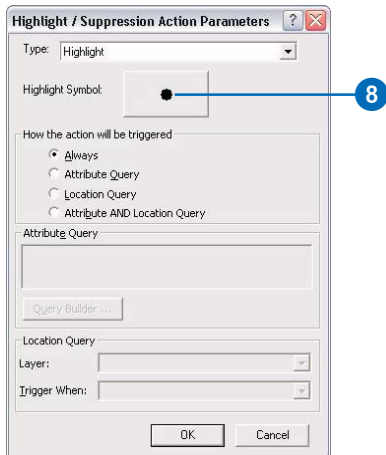 Highlight / Suppression Action Parameters
Type: Highlight
Highlight Symbol:
8
How the action will be triggered
Always
Attribute Query
Location Query
Attribute AND Location Query
Attribute Query
Query Builder ...
Location Query
Layer:
Trigger When:
OK Cancel